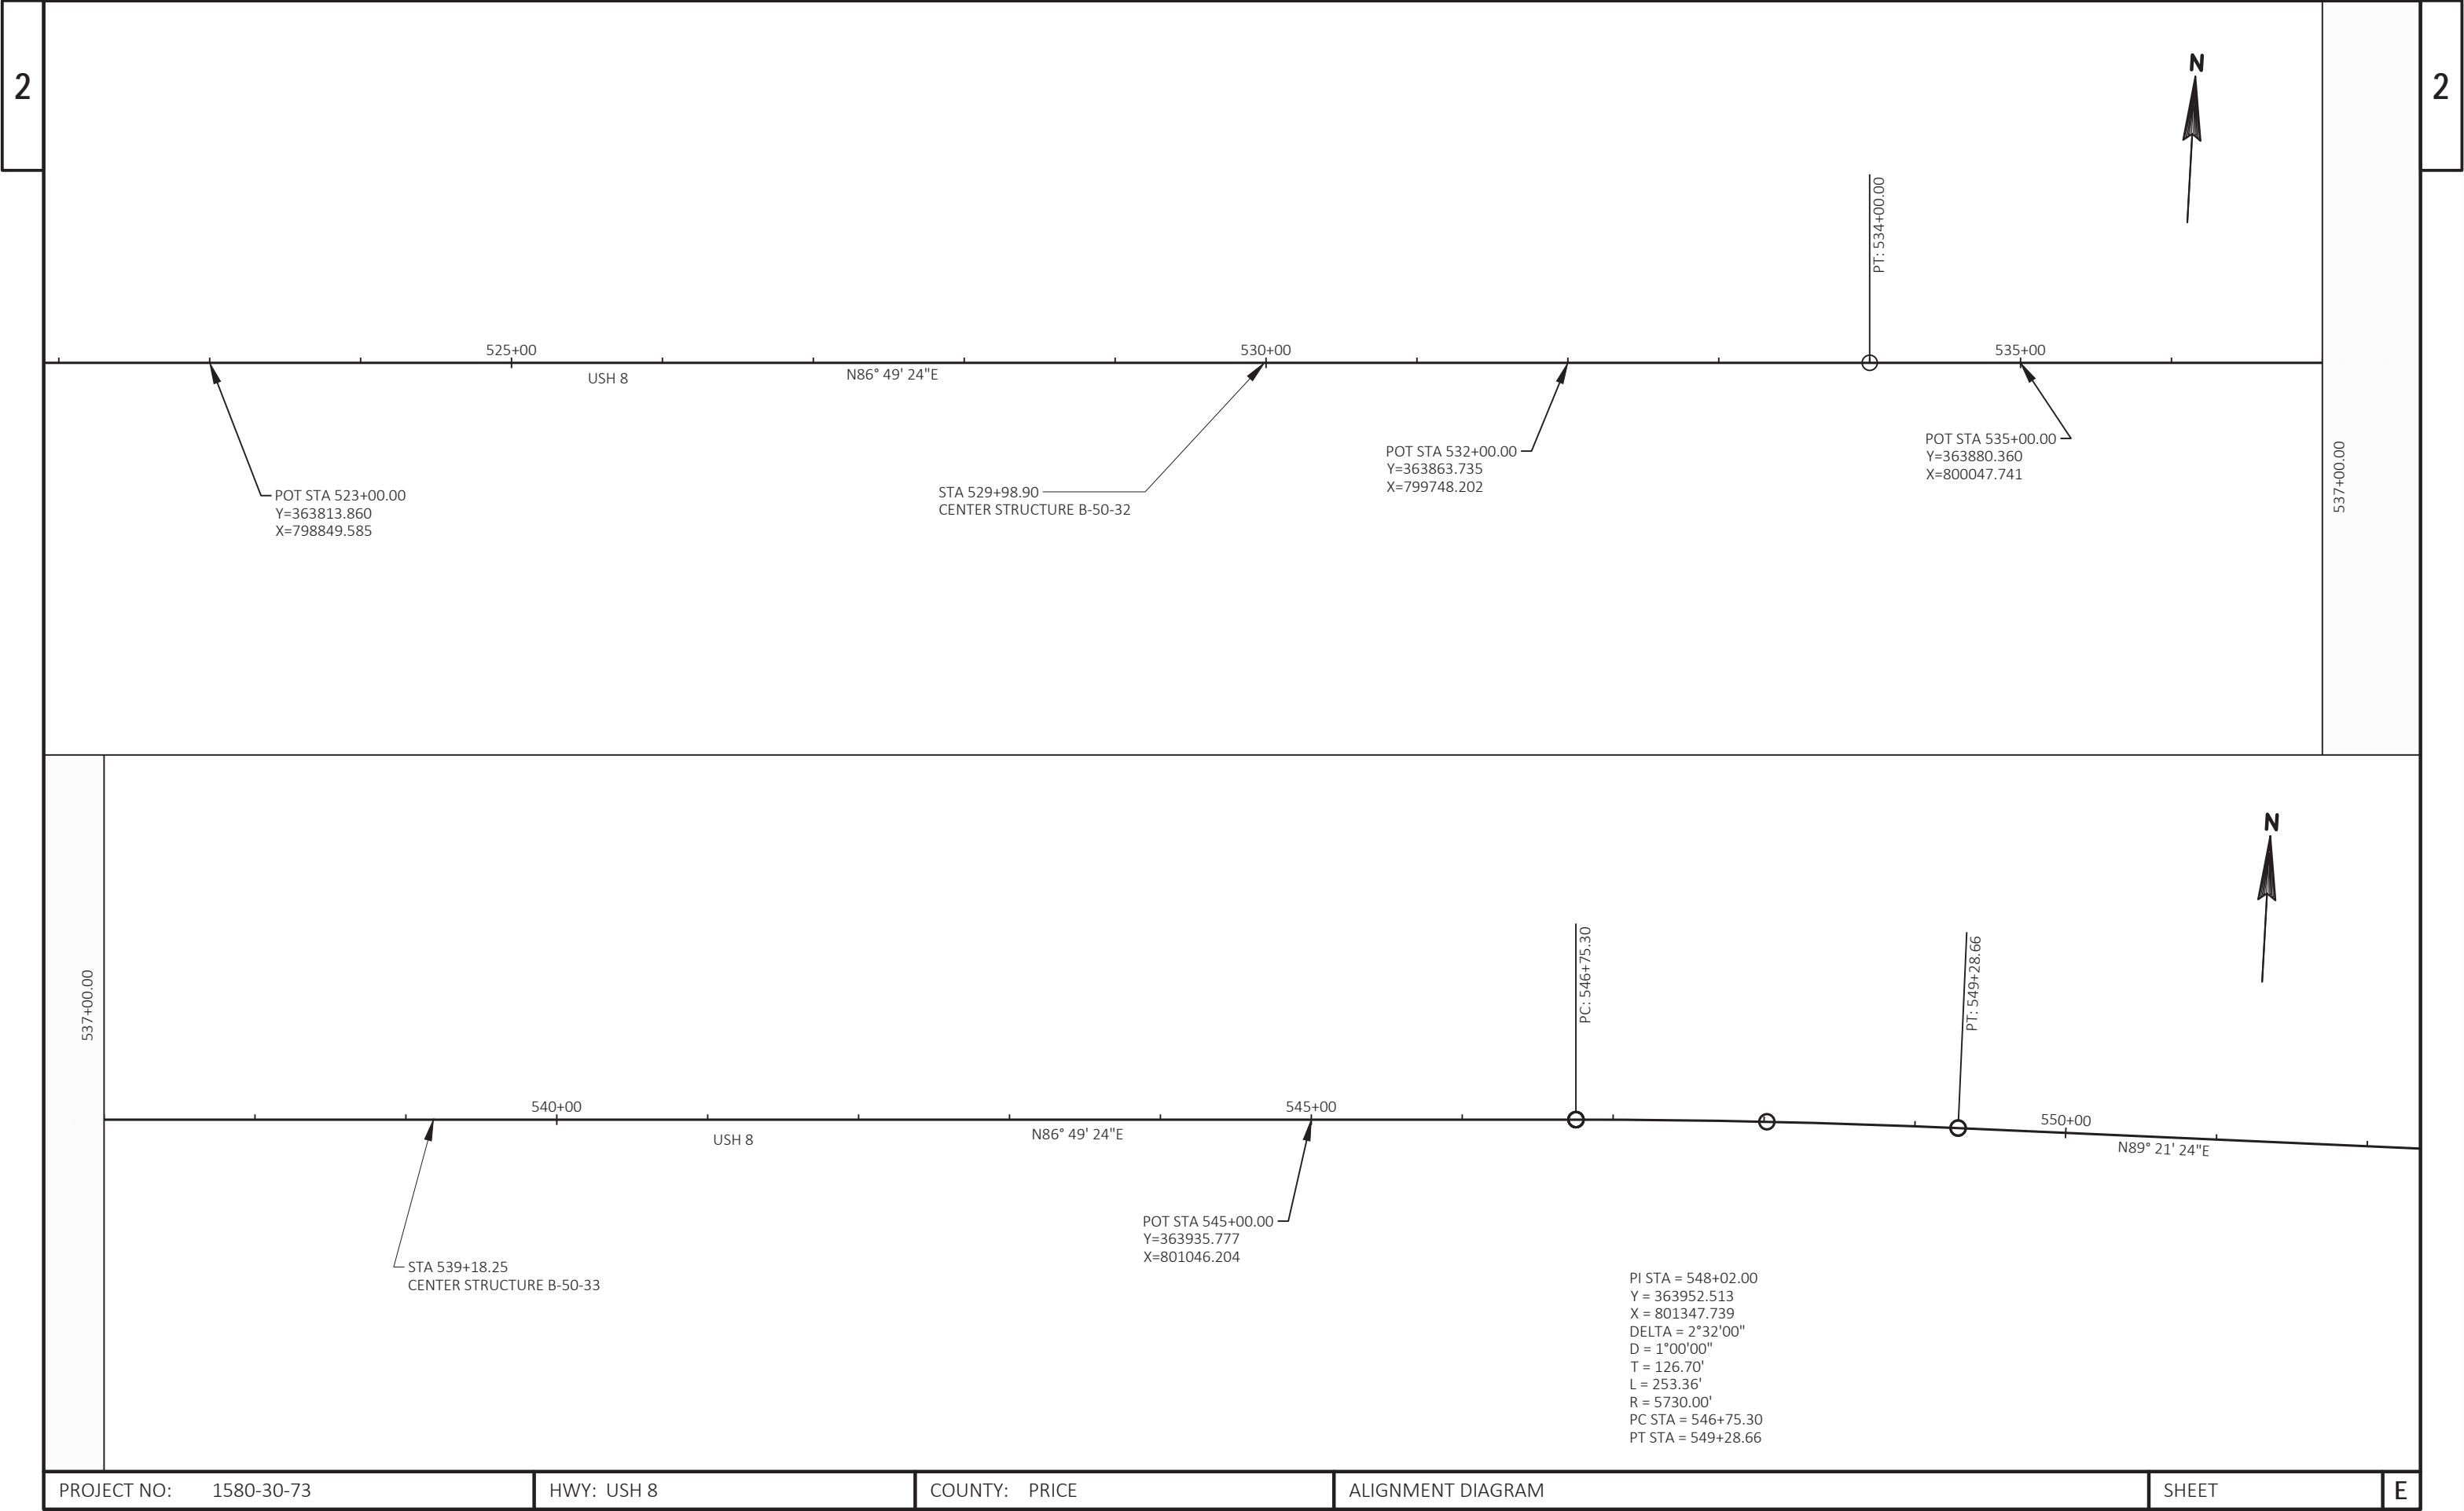 2
2
N
PT: 534+00.00
525+00
530+00
535+00
USH 8
N86° 49' 24"E
POT STA 523+00.00
Y=363813.860
X=798849.585
STA 529+98.90
CENTER STRUCTURE B-50-32
POT STA 532+00.00
Y=363863.735
X=799748.202
POT STA 535+00.00
Y=363880.360
X=800047.741
537+00.00
N
537+00.00
PC: 546+75.30
PT: 549+28.66
540+00
545+00
550+00
USH 8
N86° 49' 24"E
N89° 21' 24"E
POT STA 545+00.00
Y=363935.777
X=801046.204
STA 539+18.25
CENTER STRUCTURE B-50-33
PI STA = 548+02.00
Y = 363952.513
X = 801347.739
DELTA = 2°32'00"
D = 1°00'00"
T = 126.70'
L = 253.36'
R = 5730.00'
PC STA = 546+75.30
PT STA = 549+28.66
PROJECT NO: 1580-30-73
HWY: USH 8
COUNTY: PRICE
ALIGNMENT DIAGRAM
SHEET
E